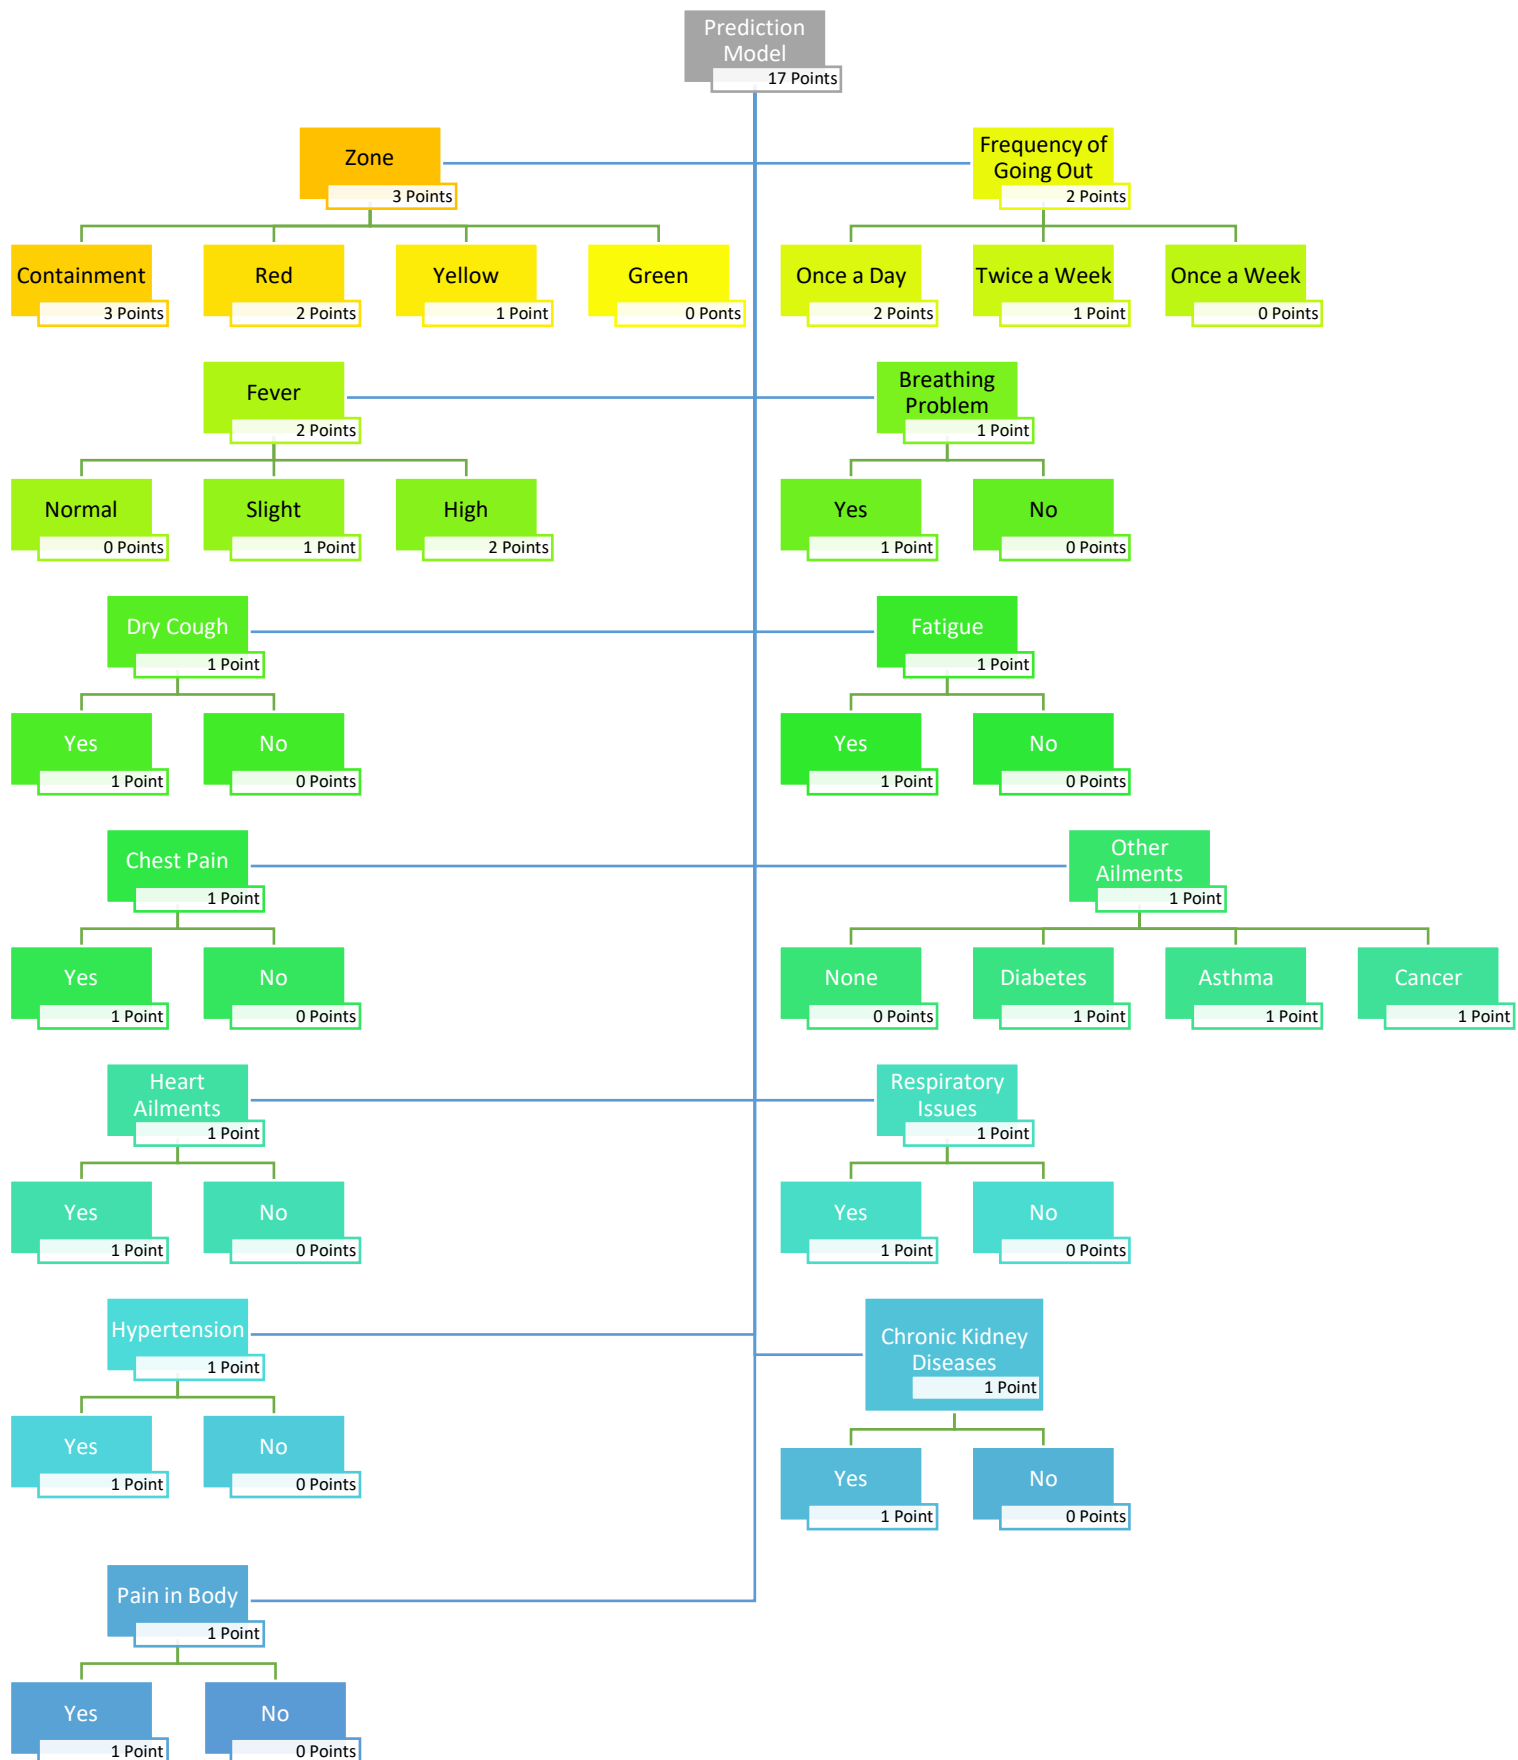 Prediction
Model
17 Points
Zone
3 Points
Frequency of
Going Out
2 Points
Containment
3 Points
Red
2 Points
Yellow
1 Point
Green
0 Ponts
Once a Day
2 Points
Twice a Week
1 Point
Once a Week
0 Points
Fever
2 Points
Breathing
Problem
1 Point
Normal
0 Points
Slight
1 Point
High
2 Points
Yes
1 Point
No
0 Points
Dry Cough
1 Point
Fatigue
1 Point
Yes
1 Point
No
0 Points
Yes
1 Point
No
0 Points
Chest Pain
1 Point
Other
Ailments
1 Point
Yes
1 Point
No
0 Points
None
0 Points
Diabetes
1 Point
Asthma
1 Point
Cancer
1 Point
Heart
Ailments
1 Point
Respiratory
Issues
1 Point
Yes
1 Point
No
0 Points
Yes
1 Point
No
0 Points
Hypertension
1 Point
Chronic Kidney
Diseases
1 Point
Yes
1 Point
No
0 Points
Yes
1 Point
No
0 Points
Pain in Body
1 Point
Yes
1 Point
No
0 Points